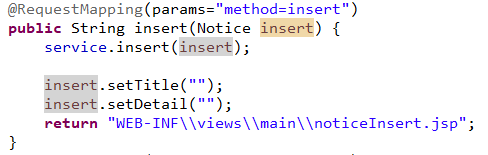 @RequestMapping(params="method=insert")
public String insert(Notice insert) {
    service.insert(insert);
    insert.setTitle("");
    insert.setDetail("");
    return "WEB-INF\\views\\main\\noticeInsert.jsp";
}